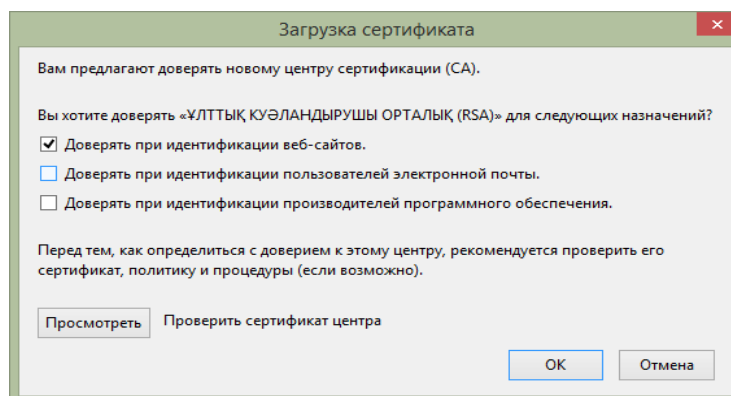 Загрузка сертификата
Вам предлагают доверять новому центру сертификации (CA).
Вы хотите доверять «ҰЛТТЫҚ КУӘЛАНДЫРУШЫ ОРТАЛЫҚ (RSA)» для следующих назначений?
Доверять при идентификации веб-сайтов.
Доверять при идентификации пользователей электронной почты.
Доверять при идентификации производителей программного обеспечения.
Перед тем, как определиться с доверием к этому центру, рекомендуется проверить его
сертификат, политику и процедуры (если возможно).
Просмотреть Проверить сертификат центра
ОК Отмена